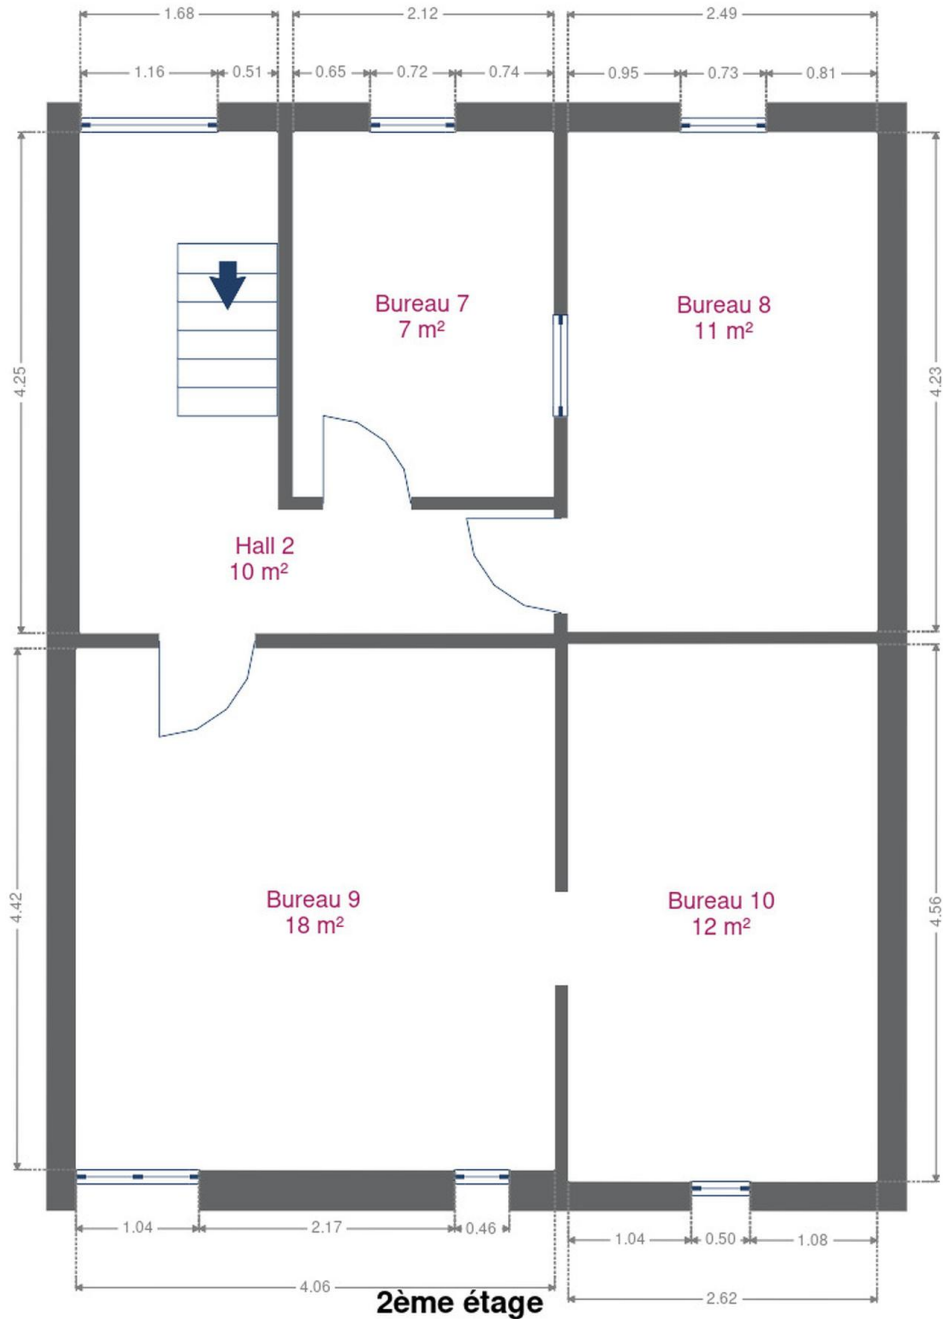 1.68
2.12
2.49
1.16
0.51
0.65
0.72
0.74
0.95
0.73
0.81
Bureau 7
7 m²
Bureau 8
11 m²
4.25
4.23
Hall 2
10 m²
Bureau 9
18 m²
Bureau 10
12 m²
4.42
4.56
1.04
2.17
0.46
1.04
0.50
1.08
4.06
2.62
2ème étage